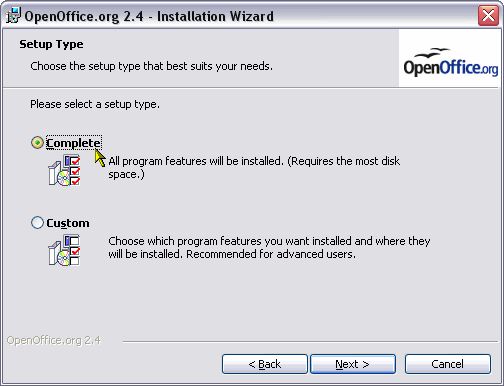 OpenOffice.org 2.4 - Installation Wizard
Setup Type
Choose the setup type that best suits your needs.
OpenOffice.org
Please select a setup type.
Complete
All program features will be installed. (Requires the most disk
space.)
Custom
Choose which program features you want installed and where they
will be installed. Recommended for advanced users.
OpenOffice.org 2.4
< Back
Next >
Cancel